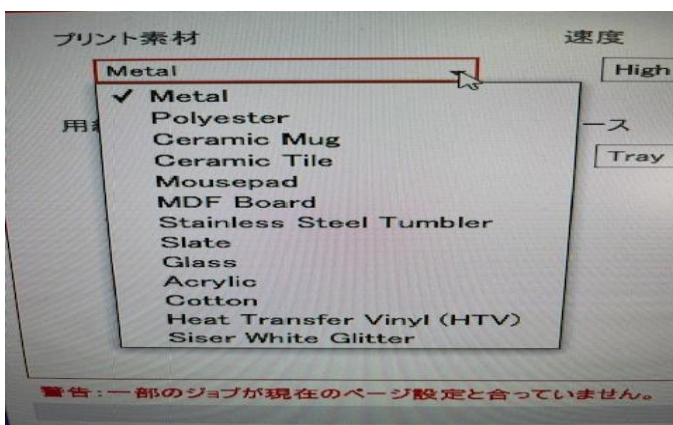 プリント素材
速度
Metal
High
✓ Metal
Polyester
用
ース
Ceramic Mug
Ceramic Tile
Tray
Mousepad
MDF Board
Stainless Steel Tumbler
Slate
Glass
Acrylic
Cotton
Heat Transfer Vinyl (HTV)
Siser White Glitter
警告:一部のジョブが現在のページ設定と合っていません。